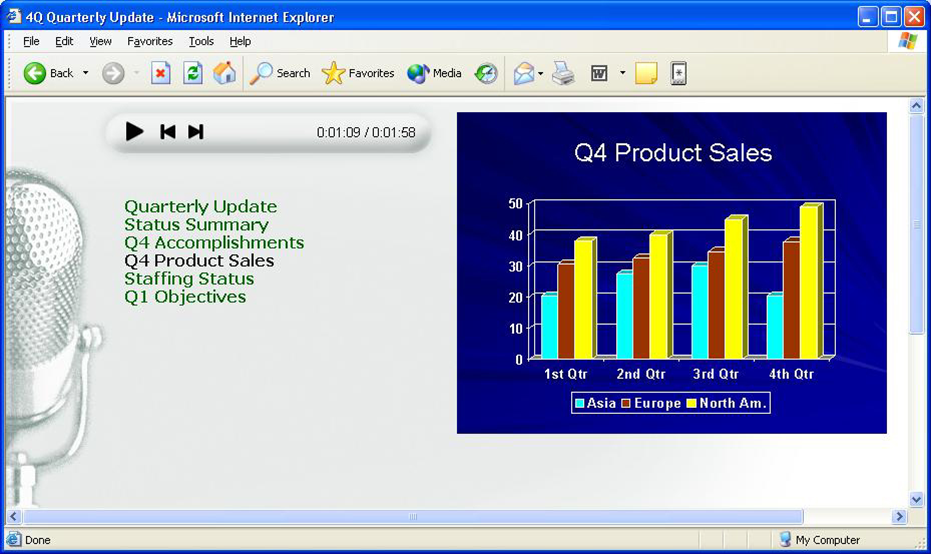 4Q Quarterly Update - Microsoft Internet Explorer
File Edit View Favorites Tools Help
Back Search Favorites Media
0:01:09 / 0:01:58
Quarterly Update
Status Summary
Q4 Accomplishments
Q4 Product Sales
Staffing Status
Q1 Objectives
Q4 Product Sales
50
40
30
20
10
0
1st Qtr 2nd Qtr 3rd Qtr 4th Qtr
Asia Europe North Am.
Done My Computer